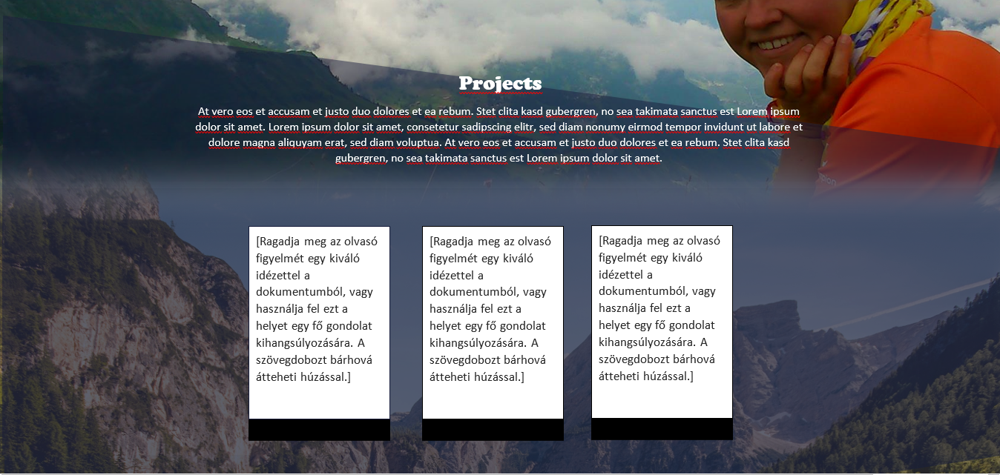 Projects
At vero eos et accusam et justo duo dolores et ea rebum. Stet clita kasd gubergren, no sea takimata sanctus est Lorem ipsum
dolor sit amet. Lorem ipsum dolor sit amet, consetetur sadipscing elitr, sed diam nonumy eirmod tempor invidunt ut labore et
dolore magna aliquyam erat, sed diam voluptua. At vero eos et accusam et justo duo dolores et ea rebum. Stet clita kasd
gubergren, no sea takimata sanctus est Lorem ipsum dolor sit amet.
[Ragadja meg az olvasó
figyelmét egy kiváló
idézettel a
dokumentumból, vagy
használja fel ezt a
helyet egy fő gondolat
kihangsúlyozására. A
szövegdobozt bárhová
átteheti húzással.]
[Ragadja meg az olvasó
figyelmét egy kiváló
idézettel a
dokumentumból, vagy
használja fel ezt a
helyet egy fő gondolat
kihangsúlyozására. A
szövegdobozt bárhová
átteheti húzással.]
[Ragadja meg az olvasó
figyelmét egy kiváló
idézettel a
dokumentumból, vagy
használja fel ezt a
helyet egy fő gondolat
kihangsúlyozására. A
szövegdobozt bárhová
átteheti húzással.]